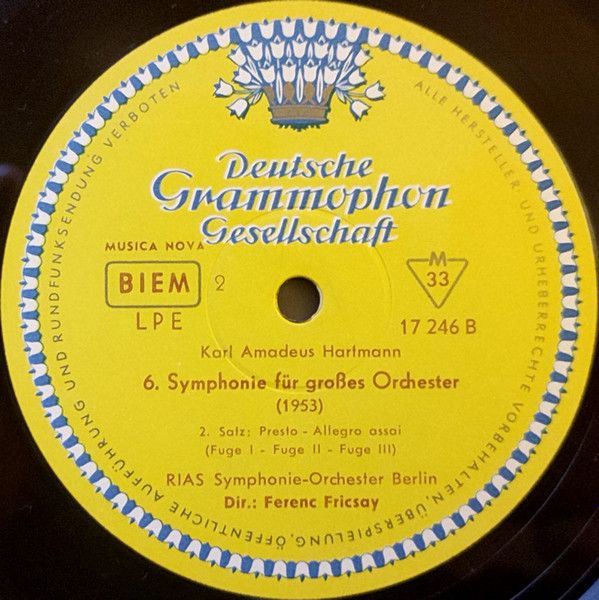 Deutsche
Grammophon
Gesellschaft
MUSICA NOVA
BIEM 2
LPE
M
33
17 246 B
Karl Amadeus Hartmann
6. Symphonie für großes Orchester
(1953)
2. Satz: Presto - Allegro assai
(Fuge I - Fuge II - Fuge III)
RIAS Symphonie-Orchester Berlin
Dir.: Ferenc Fricsay
ALLE HERSTELLER- UND URHEBERRECHTE VORBEHALTEN, ÜBERSPIELUNG, ÖFFENTLICHE AUFFÜHRUNG UND RUNDFUNKSENDUNG VERBOTEN